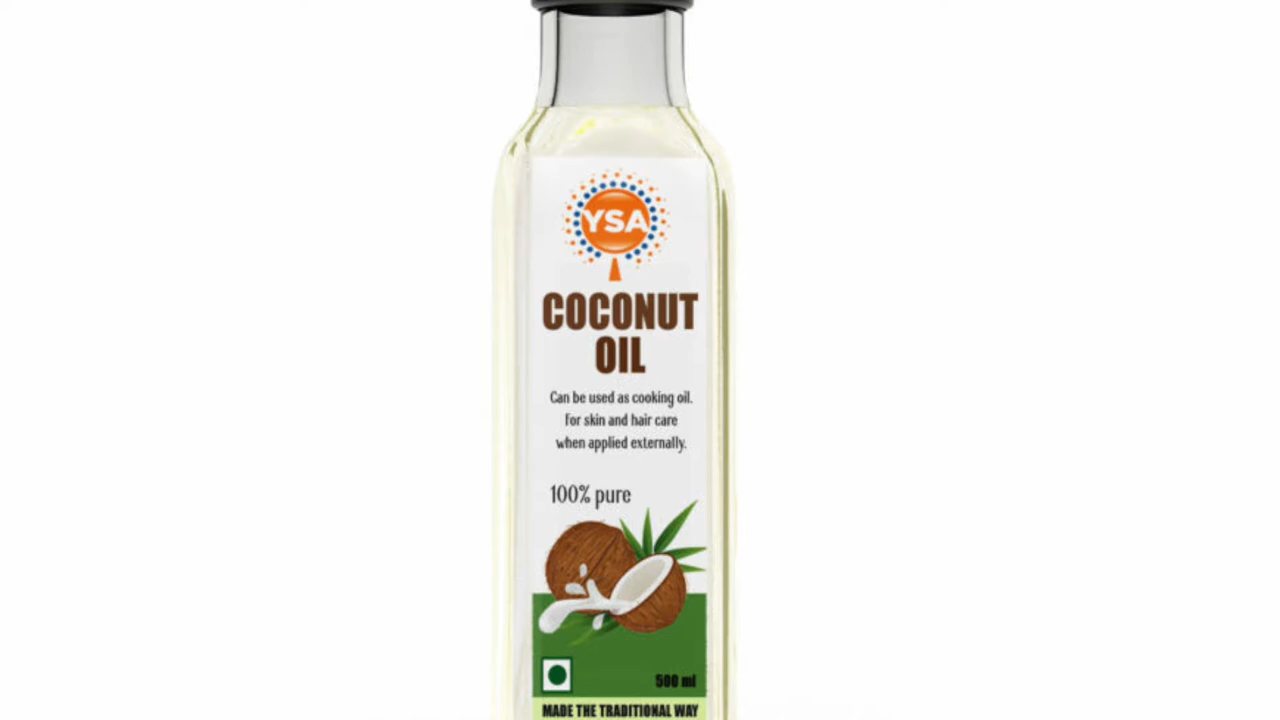 YSA
COCONUT
OIL
Can be used as cooking oil.
For skin and hair care
when applied externally.
100% pure
500 ml
MADE THE TRADITIONAL WAY